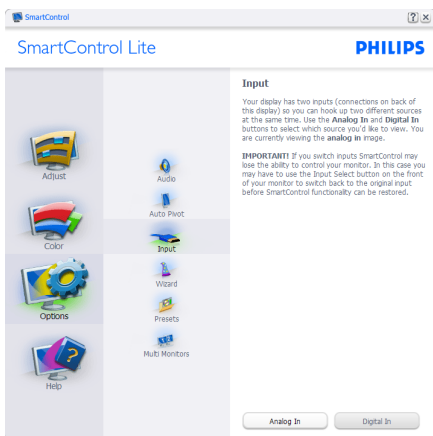 SmartControl
SmartControl Lite
PHILIPS
Adjust
Color
Options
Help
Audio
Auto Pivot
Input
Wizard
Presets
Multi Monitors
Input
Your display has two inputs (connections on back of
this display) so you can hook up two different sources
at the same time. Use the Analog In and Digital In
buttons to select which source you'd like to view. You
are currently viewing the analog in image.
IMPORTANT! If you switch inputs SmartControl may
lose the ability to control your monitor. In this case you
may have to use the Input Select button on the front
of your monitor to switch back to the orignal input
before SmartControl functionality can be restored.
Analog In
Digital In